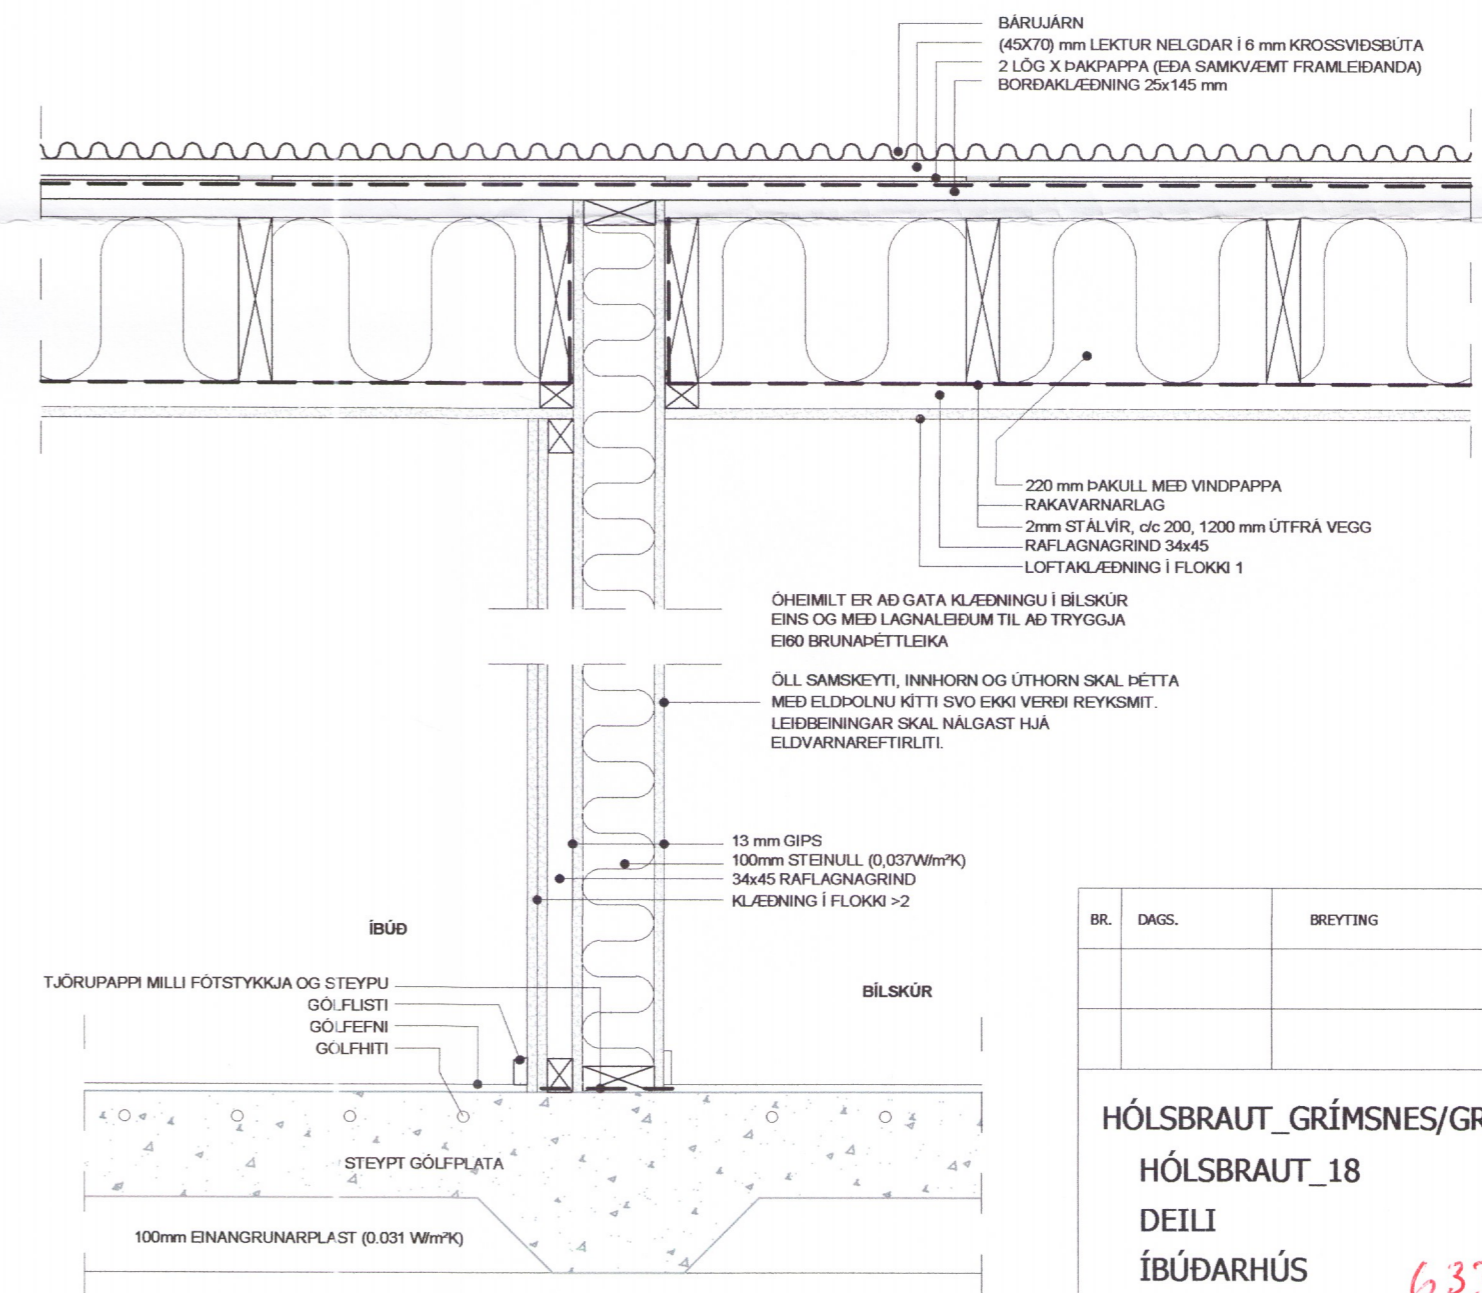 BÁRUJÁRN
(45X70) mm LEKTUR NELGDAR Í 6 mm KROSSVIÐSBÚTA
2 LÖG X ÞAKPAPPA (EÐA SAMKVÆMT FRAMLEIÐANDA)
BORÐAKLÆÐNING 25x145 mm
220 mm ÞAKULL MEÐ VINDPAPPA
RAKAVARNARLAG
2mm STÁLVÍR, c/c 200, 1200 mm ÚTFRÁ VEGG
RAFLAGNAGRIND 34x45
LOFTAKLÆÐNING Í FLOKKI 1
ÓHEIMILT ER AÐ GATA KLÆÐNINGU Í BÍLSKÚR
EINS OG MEÐ LAGNALEIÐUM TIL AÐ TRYGGJA
EI60 BRUNAÞÉTTLEIKA
ÖLL SAMSKEYTI, INNHORN OG ÚTHORN SKAL ÞÉTTA
MEÐ ELDÞOLNU KÍTTI SVO EKKI VERÐI REYKSMIT.
LEIÐBEININGAR SKAL NÁLGAST HJÁ
ELDVARNAREFTIRLITI.
13 mm GIPS
100mm STEINULL (0,037W/m²K)
34x45 RAFLAGNAGRIND
KLÆÐNING Í FLOKKI >2
ÍBÚÐ
BÍLSKÚR
TJÖRUPAPPI MILLI FÓTSTYKKJA OG STEYPU
GÓLFLISTI
GÓLFEFNI
GÓLFHITI
STEYPT GÓLFPLATA
100mm EINANGRUNARPLAST (0.031 W/m²K)
BR. DAGS. BREYTING
HÓLSBRAUT_GRÍMSNES/GR
HÓLSBRAUT_18
DEILI
ÍBÚÐARHÚS